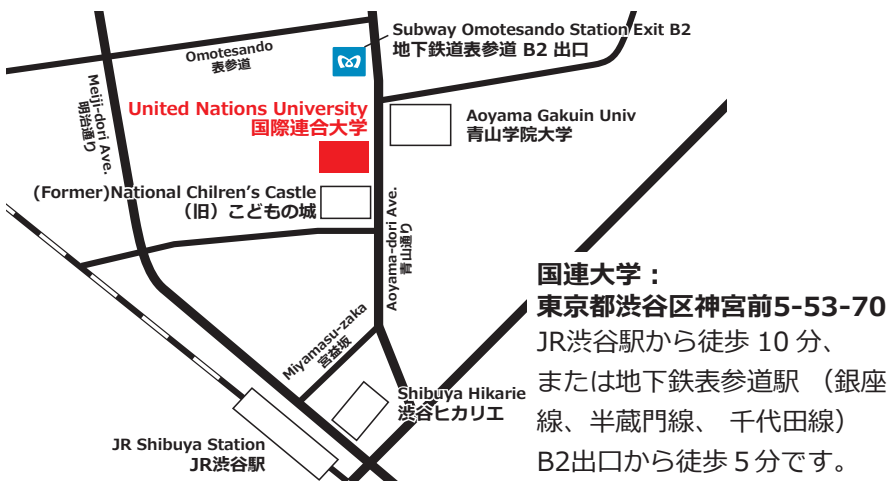 Subway Omotesando Station Exit B2
地下鉄道表参道 B2 出口
Omotesando
表参道
Meiji-dori Ave.
明治通り
United Nations University
国際連合大学
Aoyama Gakuin Univ
青山学院大学
(Former)National Chilren's Castle
（旧）こどもの城
Aoyama-dori Ave.
青山通り
Miyamasu-zaka
宮益坂
Shibuya Hikarie
渋谷ヒカリエ
JR Shibuya Station
JR渋谷駅
国連大学：
東京都渋谷区神宮前5-53-70
JR渋谷駅から徒歩 10 分、
または地下鉄表参道駅 （銀座
線、半蔵門線、 千代田線）
B2出口から徒歩 5 分です。